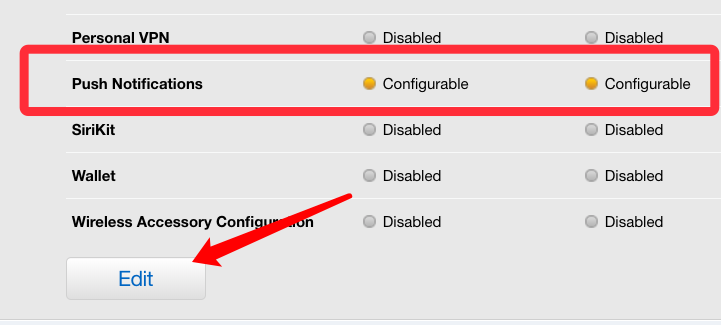 Personal VPN Disabled Disabled
Push Notifications Configurable Configurable
SiriKit Disabled Disabled
Wallet Disabled Disabled
Wireless Accessory Configuration Disabled Disabled
Edit